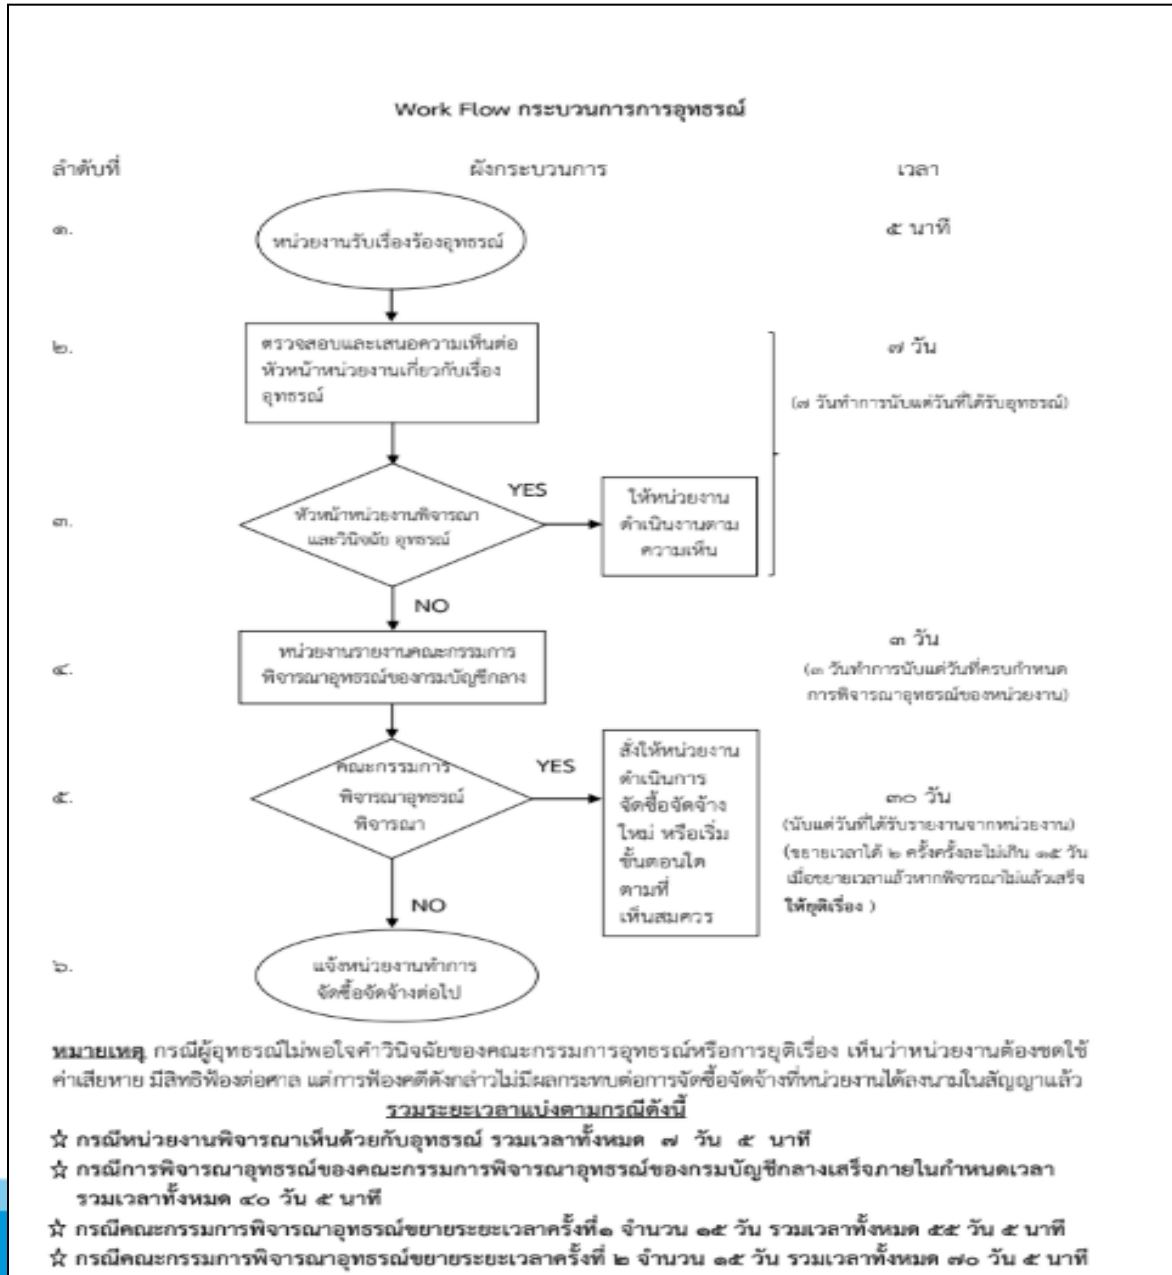 Work Flow กระบวนการการอุทธรณ์
ลำดับที่ ผังกระบวนการ เวลา
๑. หน่วยงานรับเรื่องร้องอุทธรณ์ ๕ นาที
๒.
ตรวจสอบและเสนอความเห็นต่อ
หัวหน้าหน่วยงานเกี่ยวกับเรื่อง
อุทธรณ์
๗ วัน
(๗ วันทำการนับแต่วันที่ได้รับอุทธรณ์)
๓.
หัวหน้าหน่วยงานพิจารณา
และวินิจฉัย อุทธรณ์
YES
ให้หน่วยงาน
ดำเนินงานตาม
ความเห็น
NO
๔.
หน่วยงานรายงานคณะกรรมการ
พิจารณาอุทธรณ์ของกรมบัญชีกลาง
๓ วัน
(๓ วันทำการนับแต่วันที่ครบกำหนด
การพิจารณาอุทธรณ์ของหน่วยงาน)
๕.
คณะกรรมการ
พิจารณาอุทธรณ์
พิจารณา
YES
สั่งให้หน่วยงาน
ดำเนินการ
จัดซื้อจัดจ้าง
ใหม่ หรือเริ่ม
ขั้นตอนใด
ตามที่
เห็นสมควร
๓๐ วัน
(นับแต่วันที่ได้รับรายงานจากหน่วยงาน)
(ขยายเวลาได้ ๒ ครั้งครั้งละไม่เกิน ๑๕ วัน
เมื่อขยายเวลาแล้วหากพิจารณาไม่แล้วเสร็จ
ให้ยุติเรื่อง )
NO
๖.
แจ้งหน่วยงานทำการ
จัดซื้อจัดจ้างต่อไป
หมายเหตุ กรณีผู้อุทธรณ์ไม่พอใจคำวินิจฉัยของคณะกรรมการอุทธรณ์หรือการยุติเรื่อง เห็นว่าหน่วยงานต้องชดใช้
ค่าเสียหาย มีสิทธิฟ้องต่อศาล แต่การฟ้องคดีดังกล่าวไม่มีผลกระทบต่อการจัดซื้อจัดจ้างที่หน่วยงานได้ลงนามในสัญญาแล้ว
รวมระยะเวลาแบ่งตามกรณีดังนี้
☆ กรณีหน่วยงานพิจารณาเห็นด้วยกับอุทธรณ์ รวมเวลาทั้งหมด ๗ วัน ๕ นาที
☆ กรณีการพิจารณาอุทธรณ์ของคณะกรรมการพิจารณาอุทธรณ์ของกรมบัญชีกลางเสร็จภายในกำหนดเวลา
รวมเวลาทั้งหมด ๔๐ วัน ๕ นาที
☆ กรณีคณะกรรมการพิจารณาอุทธรณ์ขยายระยะเวลาครั้งที่๑ จำนวน ๑๕ วัน รวมเวลาทั้งหมด ๕๕ วัน ๕ นาที
☆ กรณีคณะกรรมการพิจารณาอุทธรณ์ขยายระยะเวลาครั้งที่ ๒ จำนวน ๑๕ วัน รวมเวลาทั้งหมด ๗๐ วัน ๕ นาที